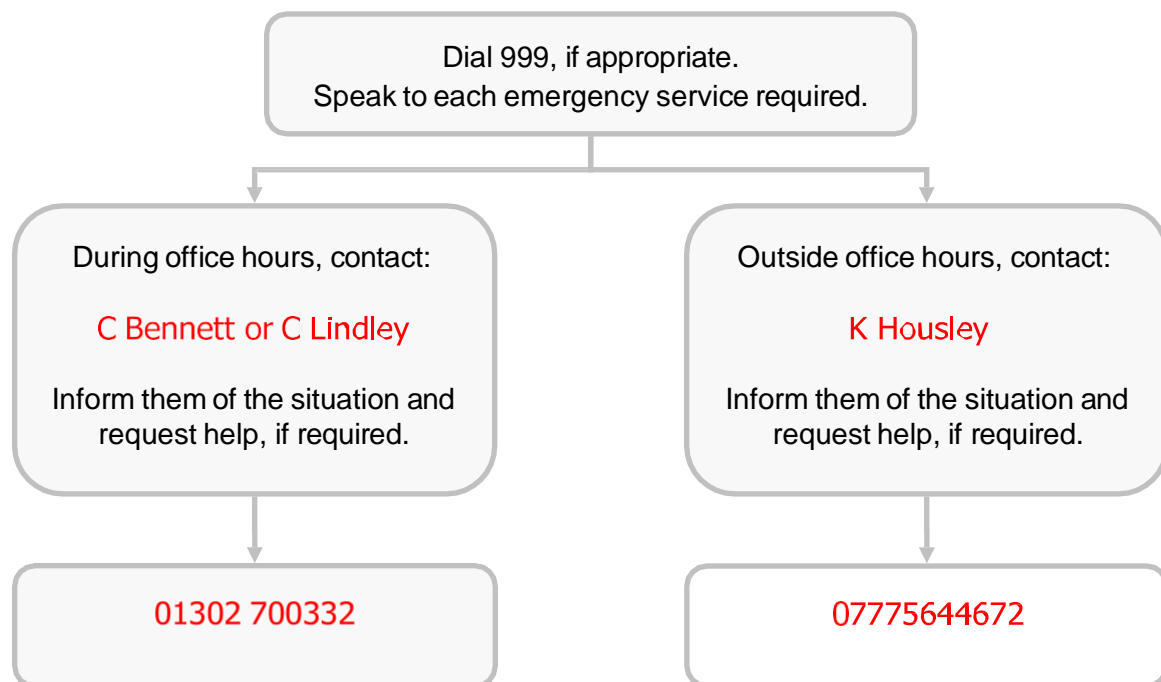 Dial 999, if appropriate.
Speak to each emergency service required.
During office hours, contact:
C Bennett or C Lindley
Inform them of the situation and
request help, if required.
01302 700332
Outside office hours, contact:
K Housley
Inform them of the situation and
request help, if required.
07775644672